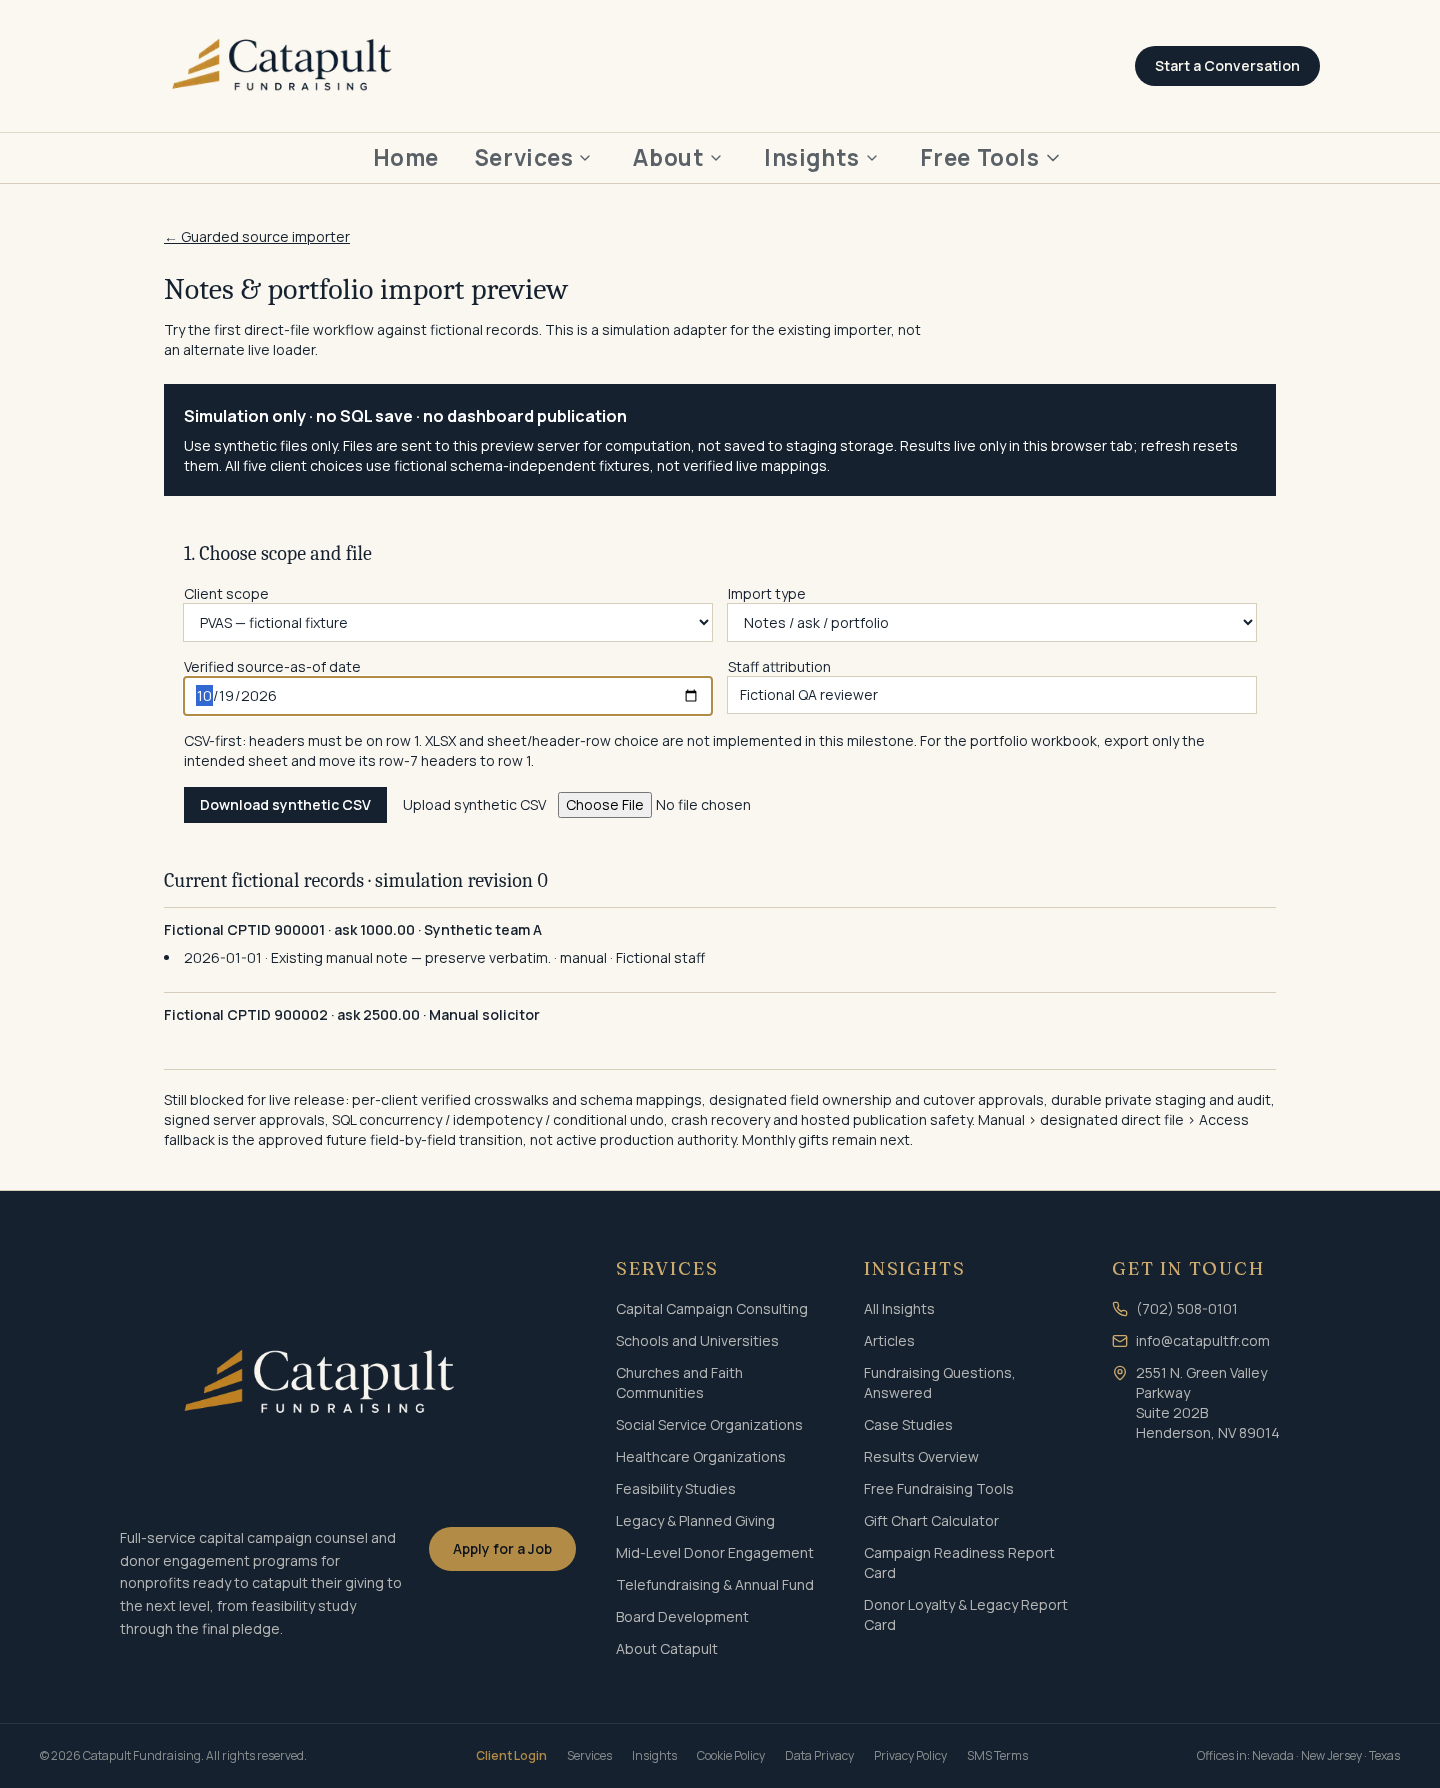 Catapult
FUNDRAISING
Start a Conversation
Home Services About Insights Free Tools
← Guarded source importer
Notes & portfolio import preview
Try the first direct-file workflow against fictional records. This is a simulation adapter for the existing importer, not
an alternate live loader.
Simulation only · no SQL save · no dashboard publication
Use synthetic files only. Files are sent to this preview server for computation, not saved to staging storage. Results live only in this browser tab; refresh resets
them. All five client choices use fictional schema-independent fixtures, not verified live mappings.
1. Choose scope and file
Client scope
PVAS — fictional fixture
Import type
Notes / ask / portfolio
Verified source-as-of date
10/19/2026
Staff attribution
Fictional QA reviewer
CSV-first: headers must be on row 1. XLSX and sheet/header-row choice are not implemented in this milestone. For the portfolio workbook, export only the
intended sheet and move its row-7 headers to row 1.
Download synthetic CSV Upload synthetic CSV Choose File No file chosen
Current fictional records · simulation revision 0
Fictional CPTID 900001 · ask 1000.00 · Synthetic team A
• 2026-01-01 · Existing manual note — preserve verbatim. · manual · Fictional staff
Fictional CPTID 900002 · ask 2500.00 · Manual solicitor
Still blocked for live release: per-client verified crosswalks and schema mappings, designated field ownership and cutover approvals, durable private staging and audit,
signed server approvals, SQL concurrency / idempotency / conditional undo, crash recovery and hosted publication safety. Manual > designated direct file > Access
fallback is the approved future field-by-field transition, not active production authority. Monthly gifts remain next.
Catapult
FUNDRAISING
Full-service capital campaign counsel and
donor engagement programs for
nonprofits ready to catapult their giving to
the next level, from feasibility study
through the final pledge.
Apply for a Job
SERVICES
Capital Campaign Consulting
Schools and Universities
Churches and Faith
Communities
Social Service Organizations
Healthcare Organizations
Feasibility Studies
Legacy & Planned Giving
Mid-Level Donor Engagement
Telefundraising & Annual Fund
Board Development
About Catapult
INSIGHTS
All Insights
Articles
Fundraising Questions,
Answered
Case Studies
Results Overview
Free Fundraising Tools
Gift Chart Calculator
Campaign Readiness Report
Card
Donor Loyalty & Legacy Report
Card
GET IN TOUCH
(702) 508-0101
info@catapultfr.com
2551 N. Green Valley
Parkway
Suite 202B
Henderson, NV 89014
© 2026 Catapult Fundraising. All rights reserved.
Client Login Services Insights Cookie Policy Data Privacy Privacy Policy SMS Terms
Offices in: Nevada · New Jersey · Texas